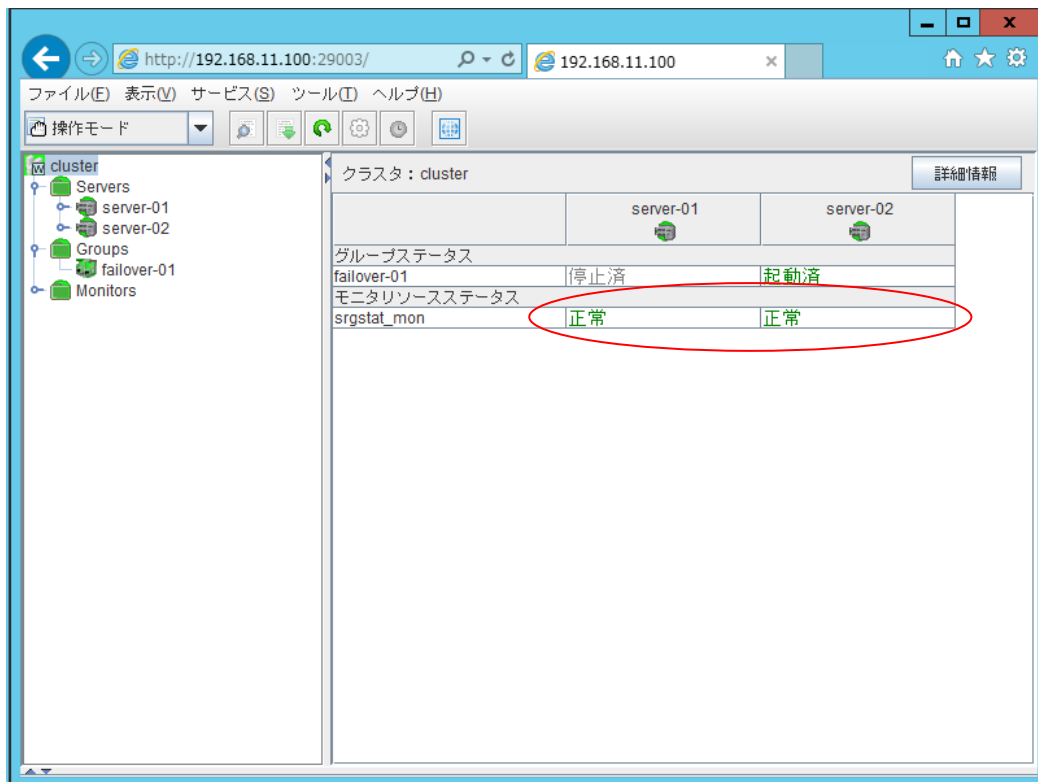 http://192.168.11.100:29003/ 192.168.11.100
ファイル(F) 表示(V) サービス(S) ツール(T) ヘルプ(H)
操作モード
cluster
Servers
server-01
server-02
Groups
failover-01
Monitors
クラスタ：cluster 詳細情報
server-01 server-02
グループステータス
failover-01 停止済 起動済
モニタリソースステータス
srgstat_mon 正常 正常